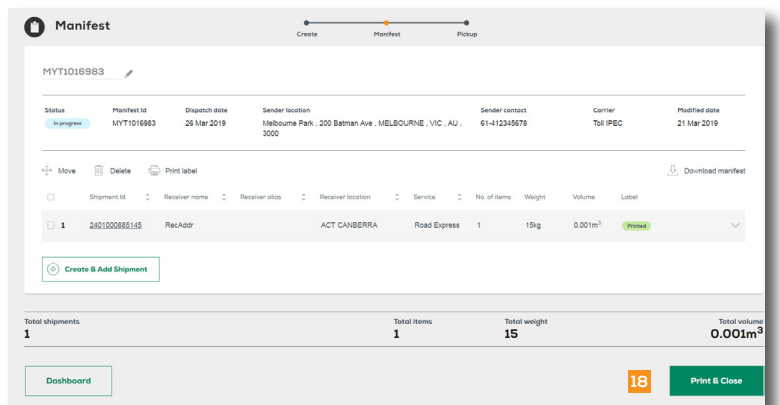 Manifest
Create Manifest Pickup
MYT1016983
Status Manifest Id Dispatch date Sender location Sender contact Carrier Modified date
In progress MYT1016983 26 Mar 2019 Melbourne Park , 200 Batman Ave , MELBOURNE , VIC , AU , 61-412345678 Toll IPEC 21 Mar 2019
3000
Move Delete Print label Download manifest
Shipment Id Receiver name Receiver alias Receiver location Service No. of items Weight Volume Label
1 2401000885145 RecAddr ACT CANBERRA Road Express 1 15kg 0.001m³ Printed
Create & Add Shipment
Total shipments Total items Total weight Total volume
1 1 15 0.001m³
Dashboard 18 Print & Close